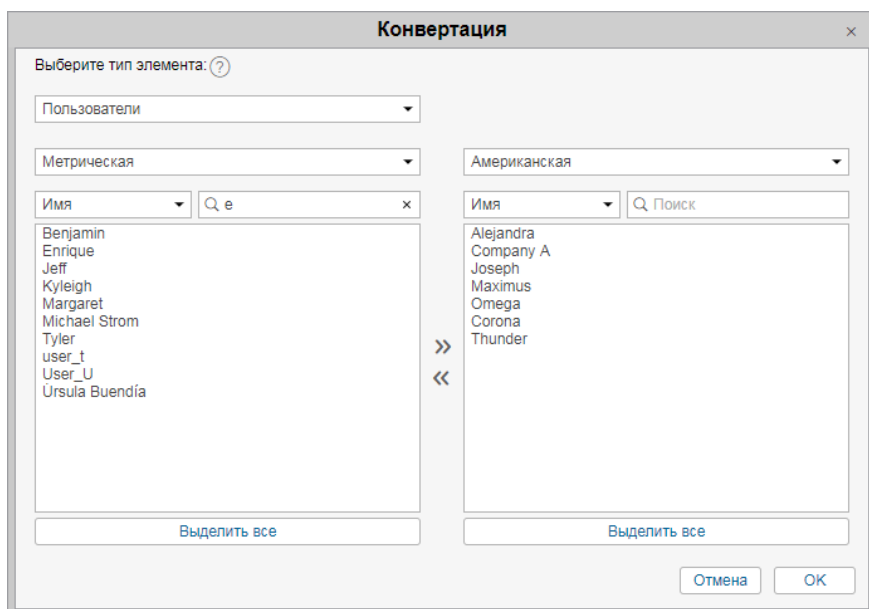 Конвертация
Выберите тип элемента: ?
Пользователи
Метрическая
Американская
Имя
e
Имя
Поиск
Benjamin
Enrique
Jeff
Kyleigh
Margaret
Michael Strom
Tyler
user_t
User_U
Úrsula Buendía
Alejandra
Company A
Joseph
Maximus
Omega
Corona
Thunder
Выделить все
Выделить все
Отмена
OK